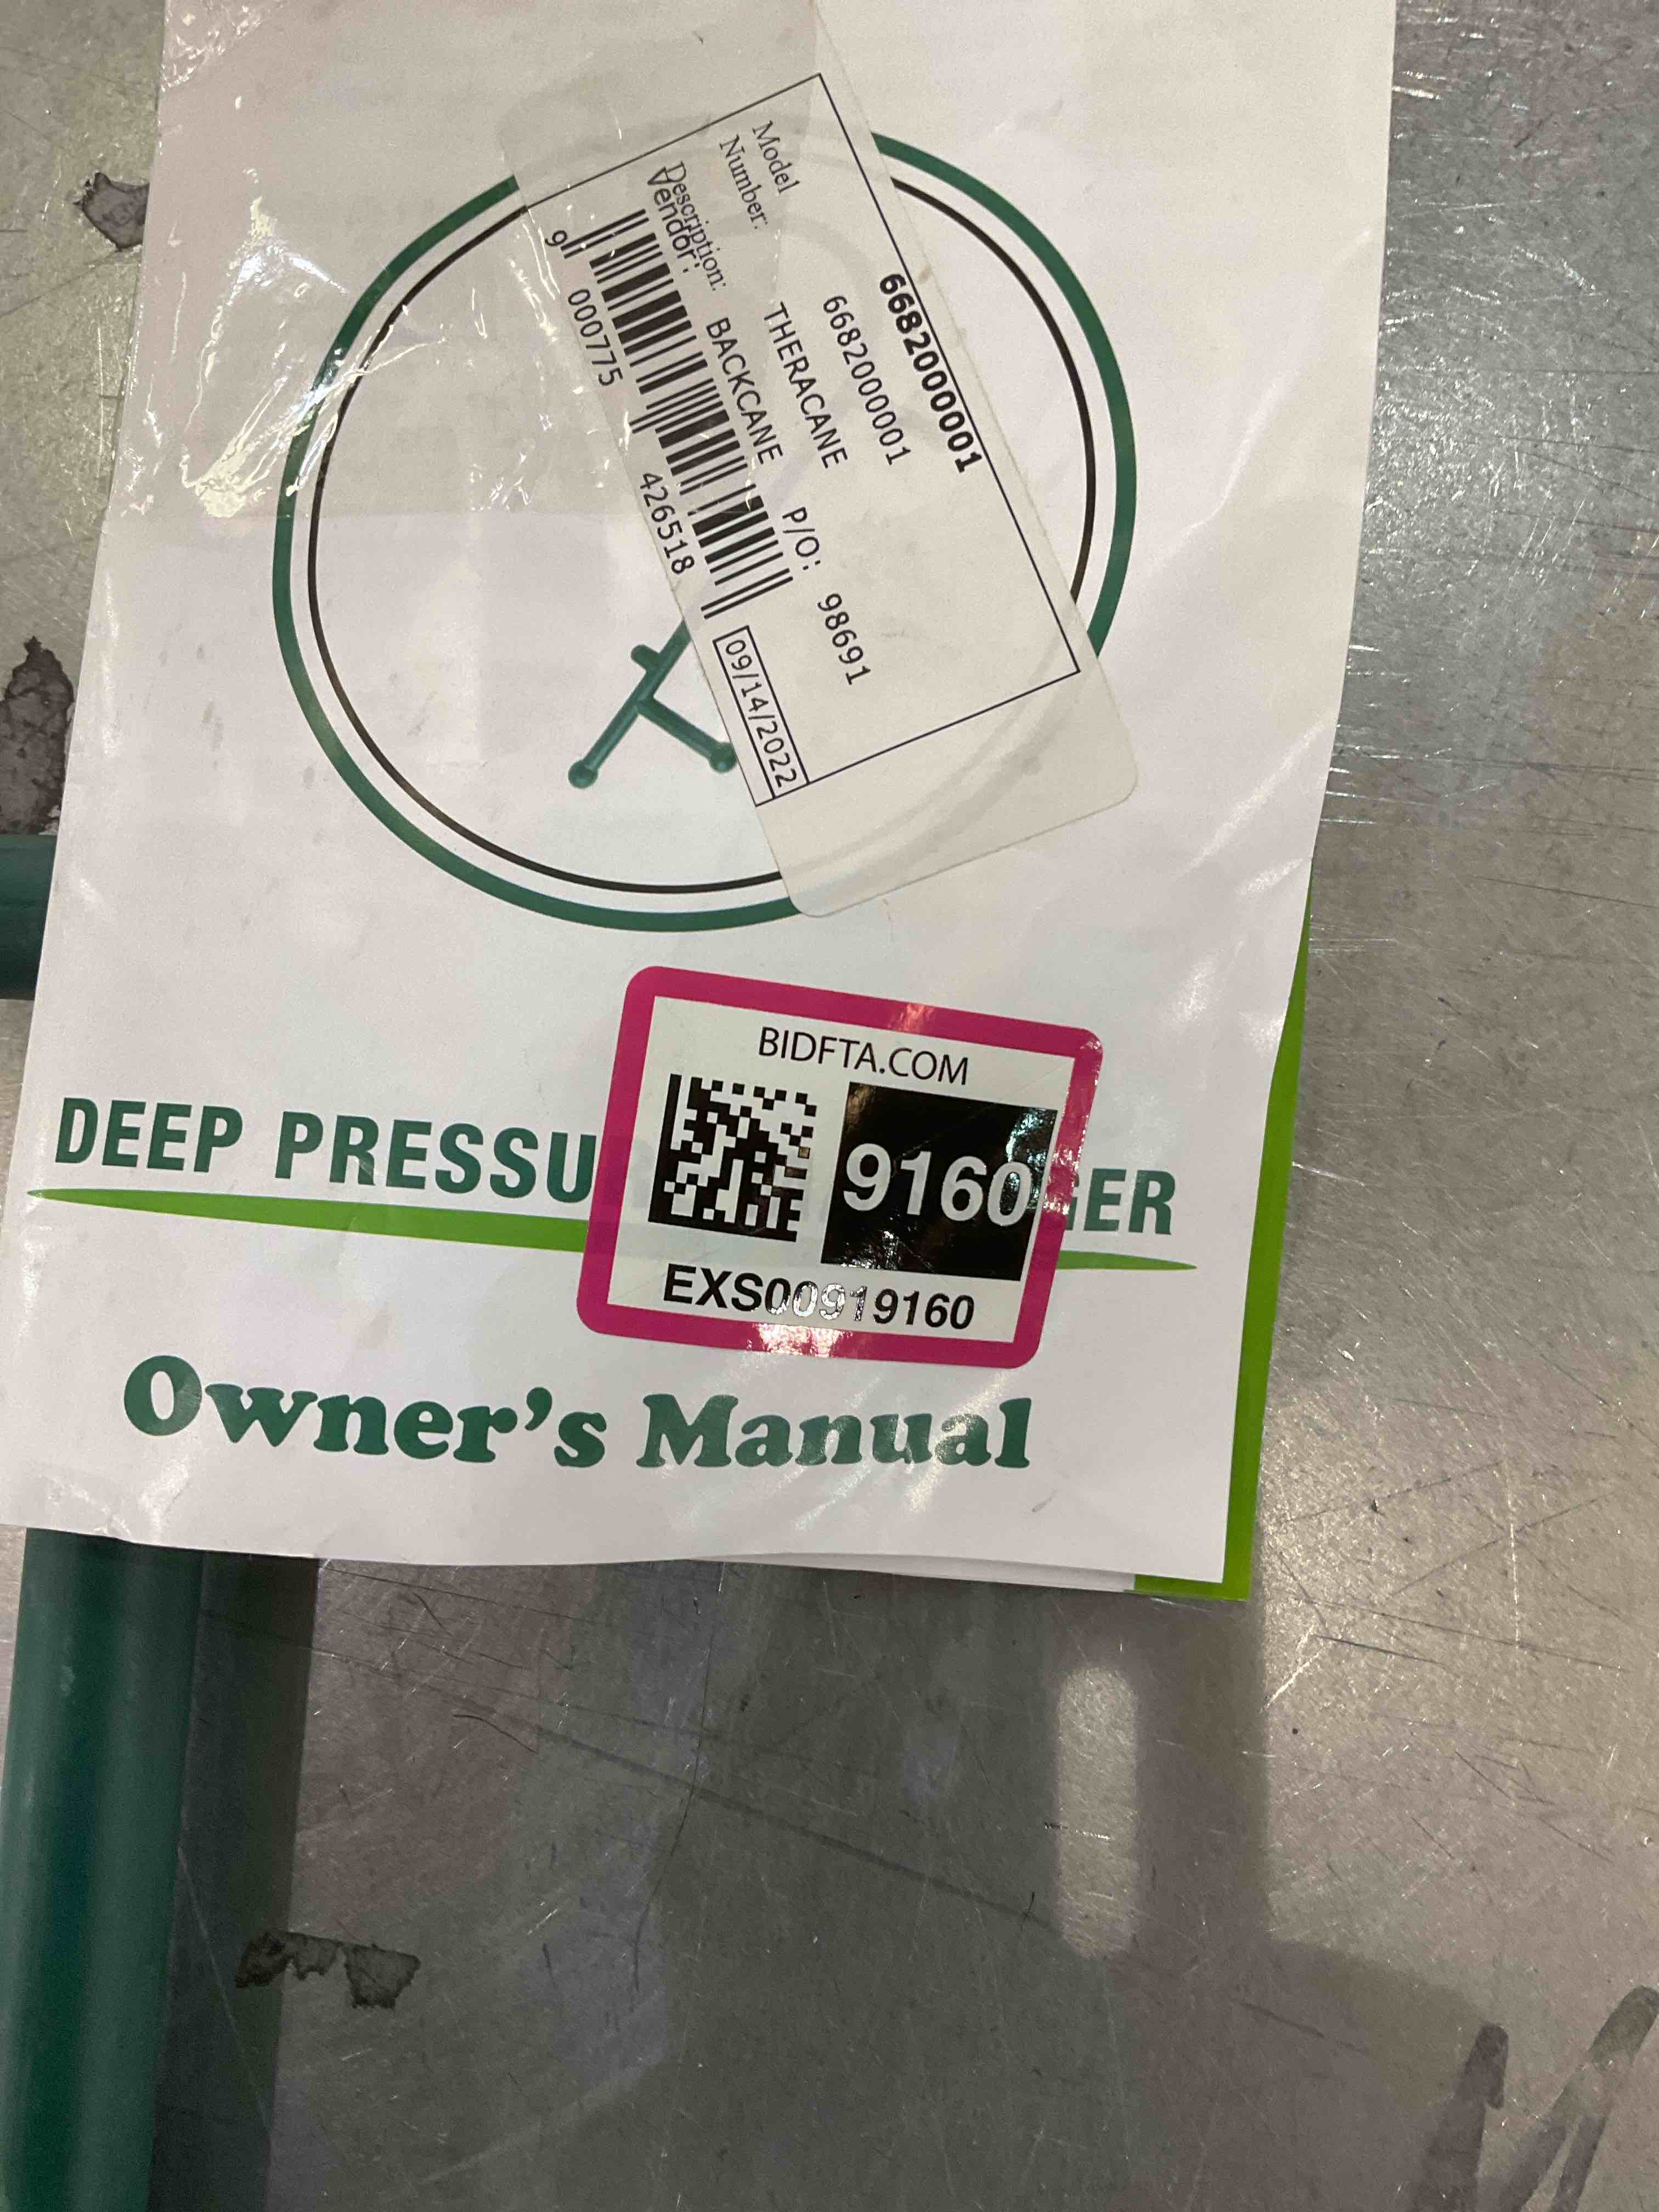 6682000001
Model
Number:
6682000001
THERACANE
Description:
BACKCANE
P/O: 98691
Vendor:
9 000775 426518
09/14/2022
BIDFTA.COM
9160
EXS00919160
DEEP PRESSU GER
Owner's Manual